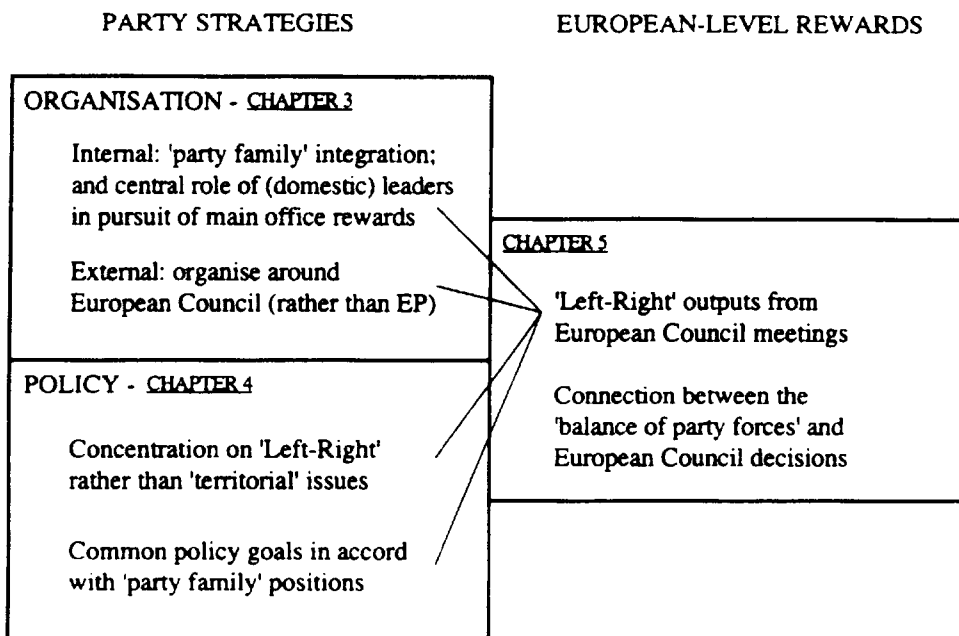 PARTY STRATEGIES
EUROPEAN-LEVEL REWARDS
ORGANISATION - CHAPTER 3
Internal: 'party family' integration;
and central role of (domestic) leaders
in pursuit of main office rewards
External: organise around
European Council (rather than EP)
POLICY - CHAPTER 4
Concentration on 'Left-Right'
rather than 'territorial' issues
Common policy goals in accord
with 'party family' positions
CHAPTER 5
'Left-Right' outputs from
European Council meetings
Connection between the
'balance of party forces' and
European Council decisions